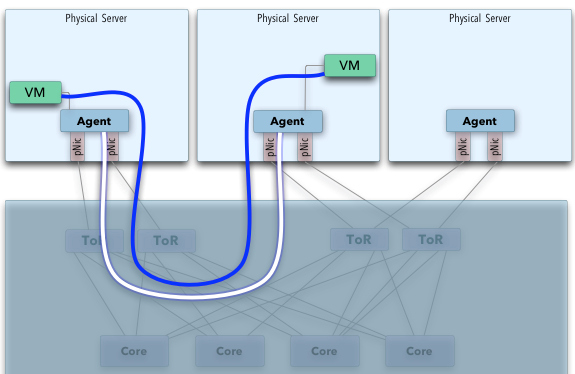 Physical Server
Physical Server
Physical Server
VM
VM
Agent
Agent
Agent
pNic
pNic
pNic
pNic
pNic
pNic
ToR
ToR
ToR
ToR
Core
Core
Core
Core